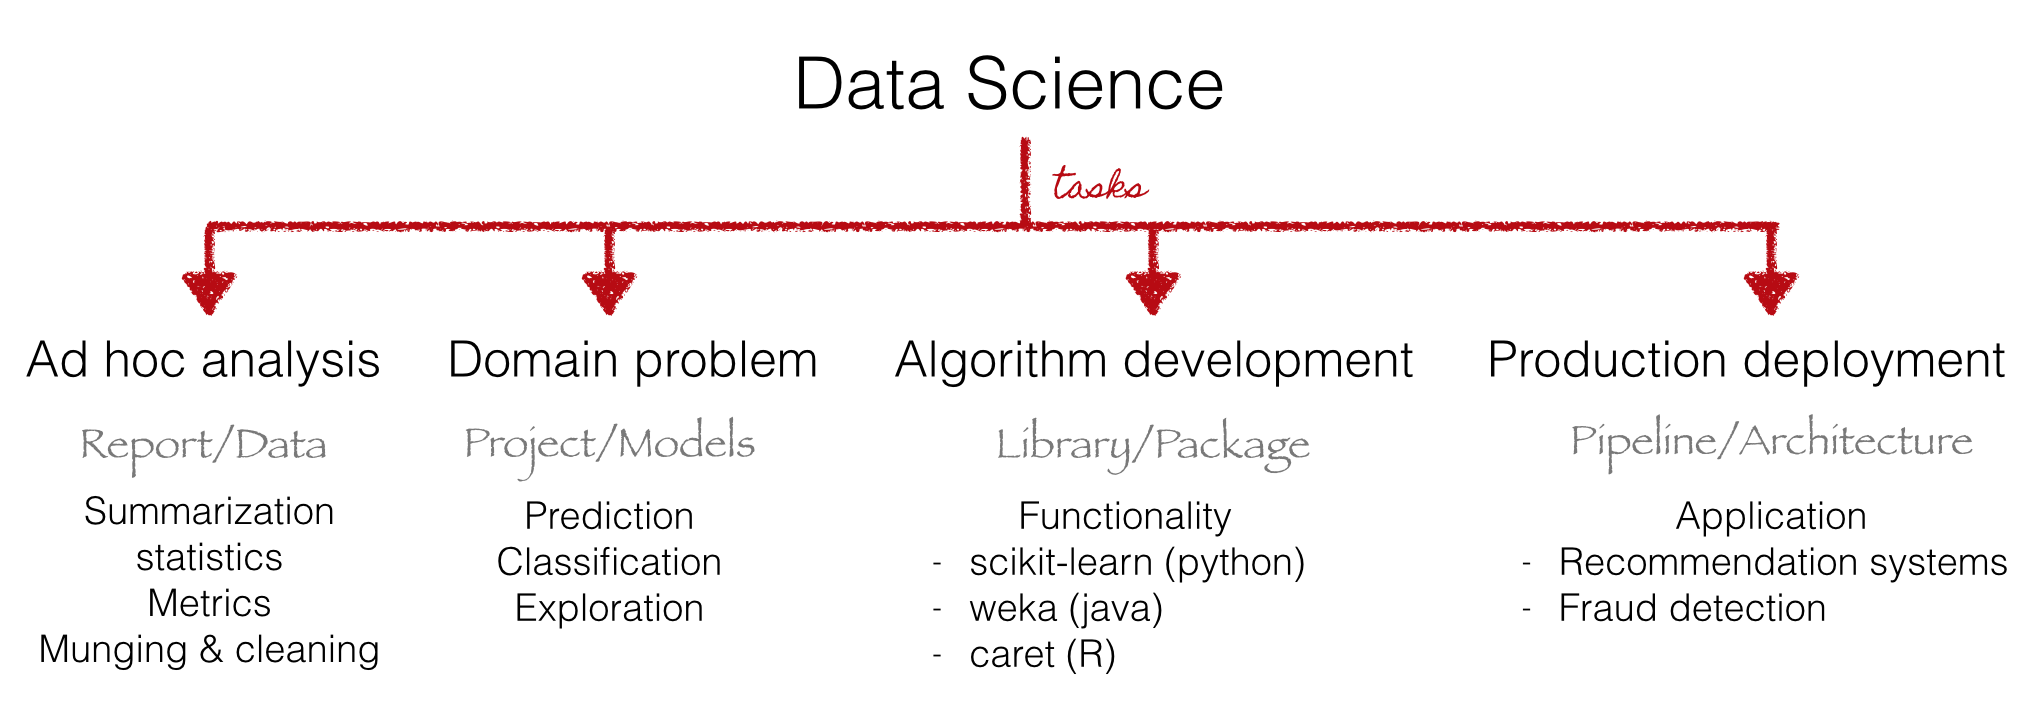 Data Science
tasks
Ad hoc analysis
Report/Data
Summarization
statistics
Metrics
Munging & cleaning
Domain problem
Project/Models
Prediction
Classification
Exploration
Algorithm development
Library/Package
Functionality
- scikit-learn (python)
- weka (java)
- caret (R)
Production deployment
Pipeline/Architecture
Application
- Recommendation systems
- Fraud detection